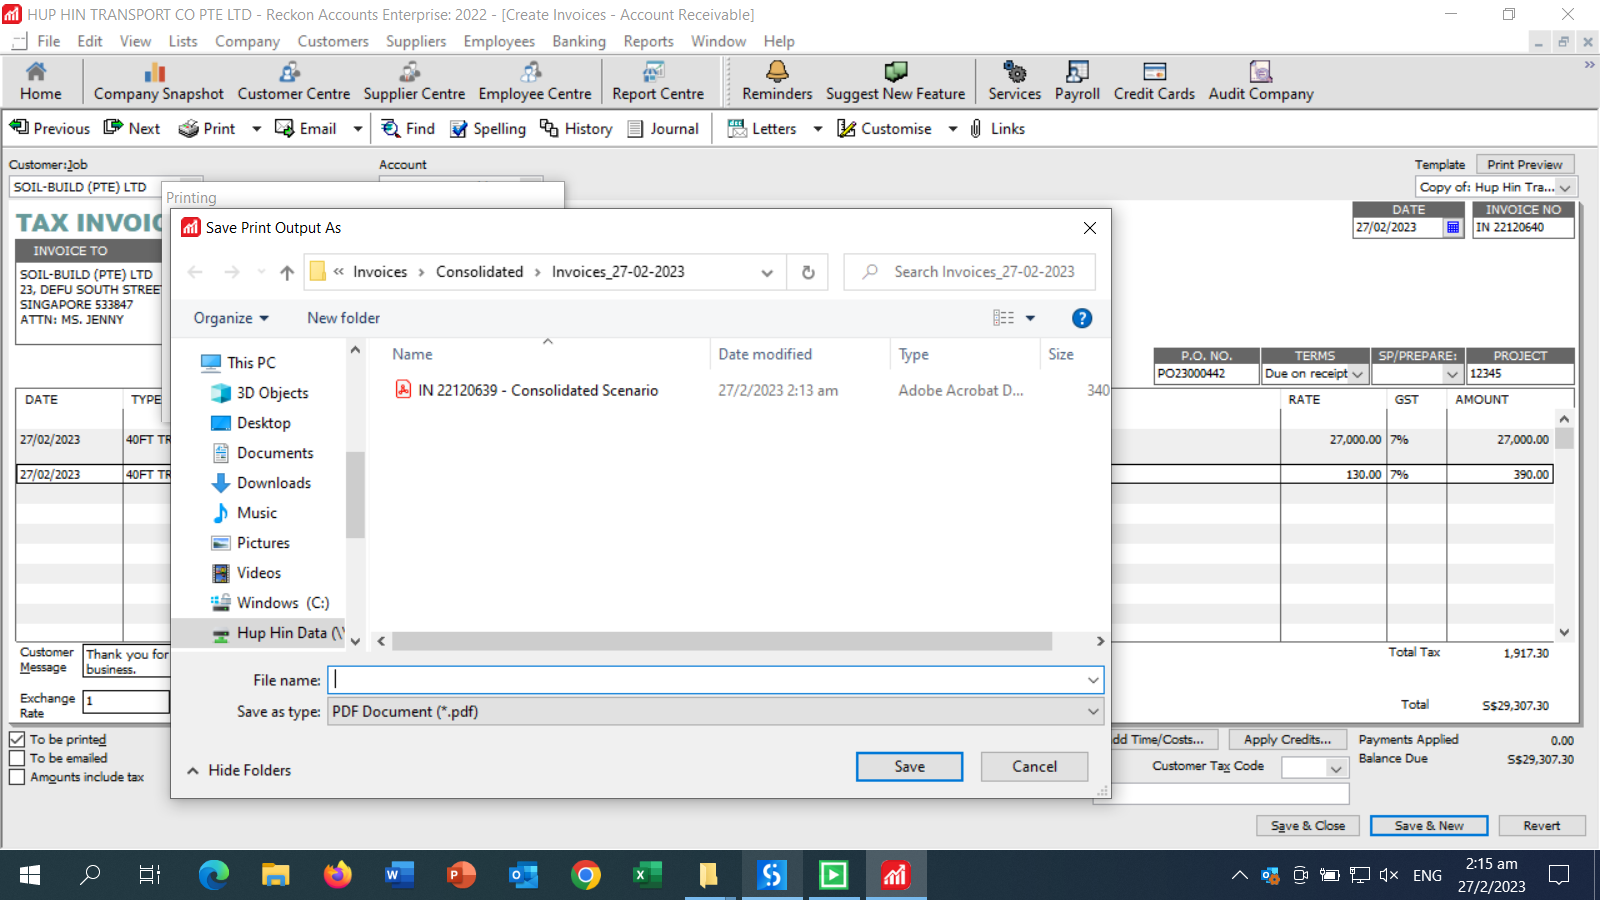 HUP HIN TRANSPORT CO PTE LTD - Reckon Accounts Enterprise: 2022 - [Create Invoices - Account Receivable]
File Edit View Lists Company Customers Suppliers Employees Banking Reports Window Help
Home Company Snapshot Customer Centre Supplier Centre Employee Centre Report Centre Reminders Suggest New Feature Services Payroll Credit Cards Audit Company
Previous Next Print Email Find Spelling History Journal Letters Customise Links
Customer:Job Account Template Print Preview
SOIL-BUILD (PTE) LTD Copy of: Hup Hin Tra...
Printing
TAX INVOIC
DATE INVOICE NO
27/02/2023 IN 22120640
INVOICE TO
SOIL-BUILD (PTE) LTD
23, DEFU SOUTH STREE
SINGAPORE 533847
ATTN: MS. JENNY
Save Print Output As
« Invoices › Consolidated › Invoices_27-02-2023
Search Invoices_27-02-2023
Organize New folder
This PC
3D Objects
Desktop
Documents
Downloads
Music
Pictures
Videos
Windows (C:)
Hup Hin Data (\\
Name Date modified Type Size
IN 22120639 - Consolidated Scenario 27/2/2023 2:13 am Adobe Acrobat D... 340
File name:
Save as type: PDF Document (*.pdf)
Hide Folders
Save Cancel
P.O. NO. TERMS SP/PREPARE: PROJECT
PO23000442 Due on receipt 12345
DATE TYPE RATE GST AMOUNT
27/02/2023 40FT TR 27,000.00 7% 27,000.00
27/02/2023 40FT TR 130.00 7% 390.00
Customer Message
Thank you for
business.
Total Tax 1,917.30
Exchange Rate 1
Total S$29,307.30
To be printed
To be emailed
Amounts include tax
dd Time/Costs... Apply Credits... Payments Applied 0.00
Customer Tax Code Balance Due S$29,307.30
Save & Close Save & New Revert
ENG
2:15 am
27/2/2023